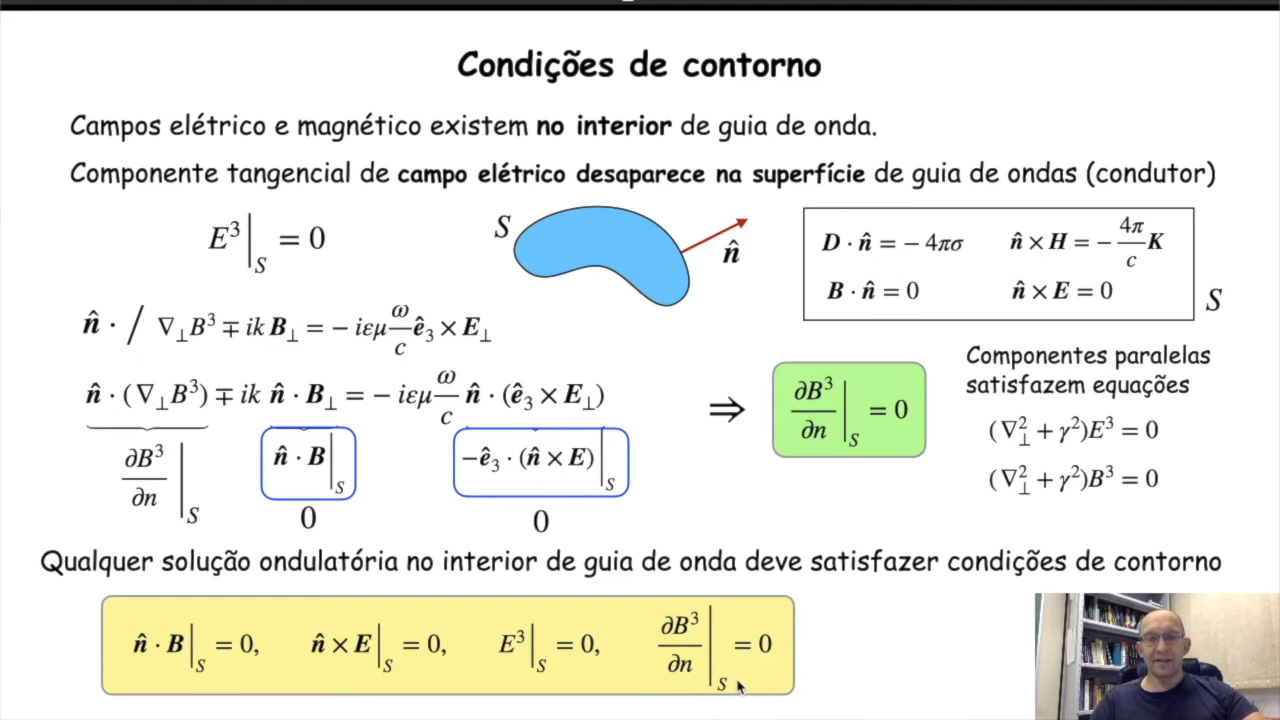 Condições de contorno
Campos elétrico e magnético existem no interior de guia de onda.
Componente tangencial de campo elétrico desaparece na superfície de guia de ondas (condutor)
E³|_S = 0
S
n̂
D · n̂ = − 4πσ   n̂ × H = − 4π/c K
B · n̂ = 0   n̂ × E = 0
S
n̂ · / ∇⊥B³ ∓ ik B⊥ = − iεμ ω/c ê₃ × E⊥
n̂ · (∇⊥B³) ∓ ik n̂ · B⊥ = − iεμ ω/c n̂ · (ê₃ × E⊥)
∂B³/∂n |_S   n̂ · B|_S   −ê₃ · (n̂ × E)|_S
0   0
⇒ ∂B³/∂n |_S = 0
Componentes paralelas
satisfazem equações
(∇⊥² + γ²)E³ = 0
(∇⊥² + γ²)B³ = 0
Qualquer solução ondulatória no interior de guia de onda deve satisfazer condições de contorno
n̂ · B|_S = 0,   n̂ × E|_S = 0,   E³|_S = 0,   ∂B³/∂n |_S = 0